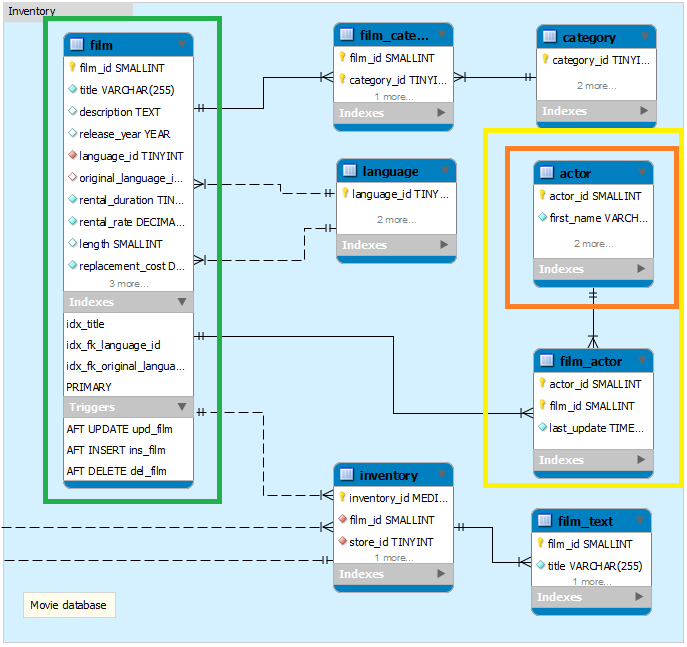 Inventory
film
film_id SMALLINT
title VARCHAR(255)
description TEXT
release_year YEAR
language_id TINYINT
original_language_i...
rental_duration TIN...
rental_rate DECIMA...
length SMALLINT
replacement_cost D...
3 more...
Indexes
idx_title
idx_fk_language_id
idx_fk_original_langua...
PRIMARY
Triggers
AFT UPDATE upd_film
AFT INSERT ins_film
AFT DELETE del_film
film_cate...
film_id SMALLINT
category_id TINYI...
1 more...
Indexes
category
category_id TINYI...
2 more...
Indexes
language
language_id TINY...
2 more...
Indexes
actor
actor_id SMALLINT
first_name VARCH...
2 more...
Indexes
film_actor
actor_id SMALLINT
film_id SMALLINT
last_update TIME...
Indexes
inventory
inventory_id MEDI...
film_id SMALLINT
store_id TINYINT
1 more...
Indexes
film_text
film_id SMALLINT
title VARCHAR(255)
1 more...
Indexes
Movie database